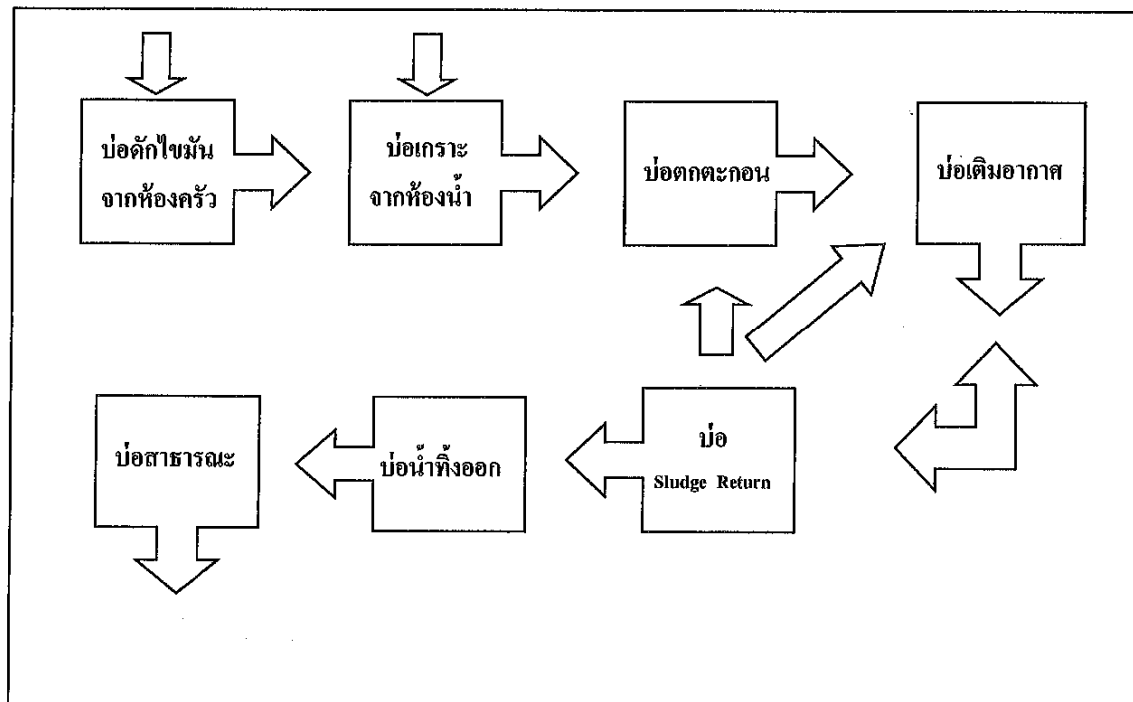 บ่อดักไขมัน
จากห้องครัว
บ่อเกราะ
จากห้องน้ำ
บ่อตกตะกอน
บ่อเติมอากาศ
บ่อสาธารณะ
บ่อน้ำทิ้งออก
บ่อ
Sludge Return